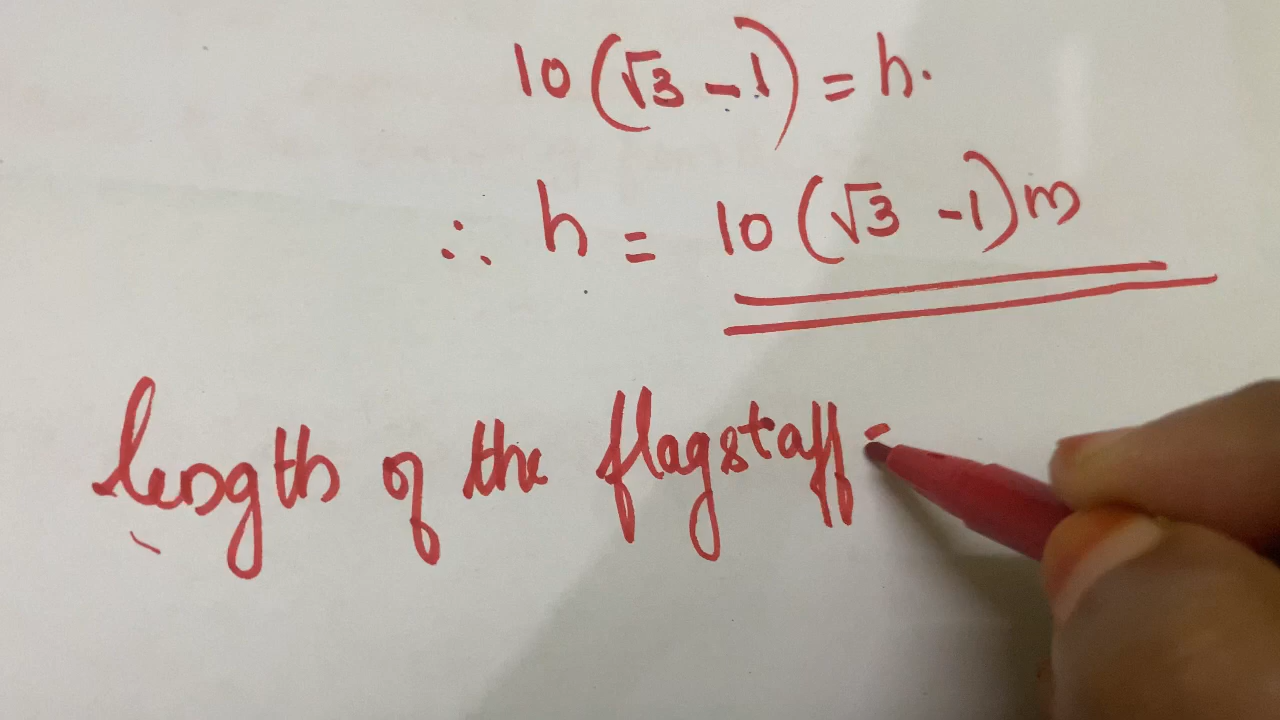 10(√3 -1) = h.
∴ h = 10(√3 -1)m
length of the flagstaff =